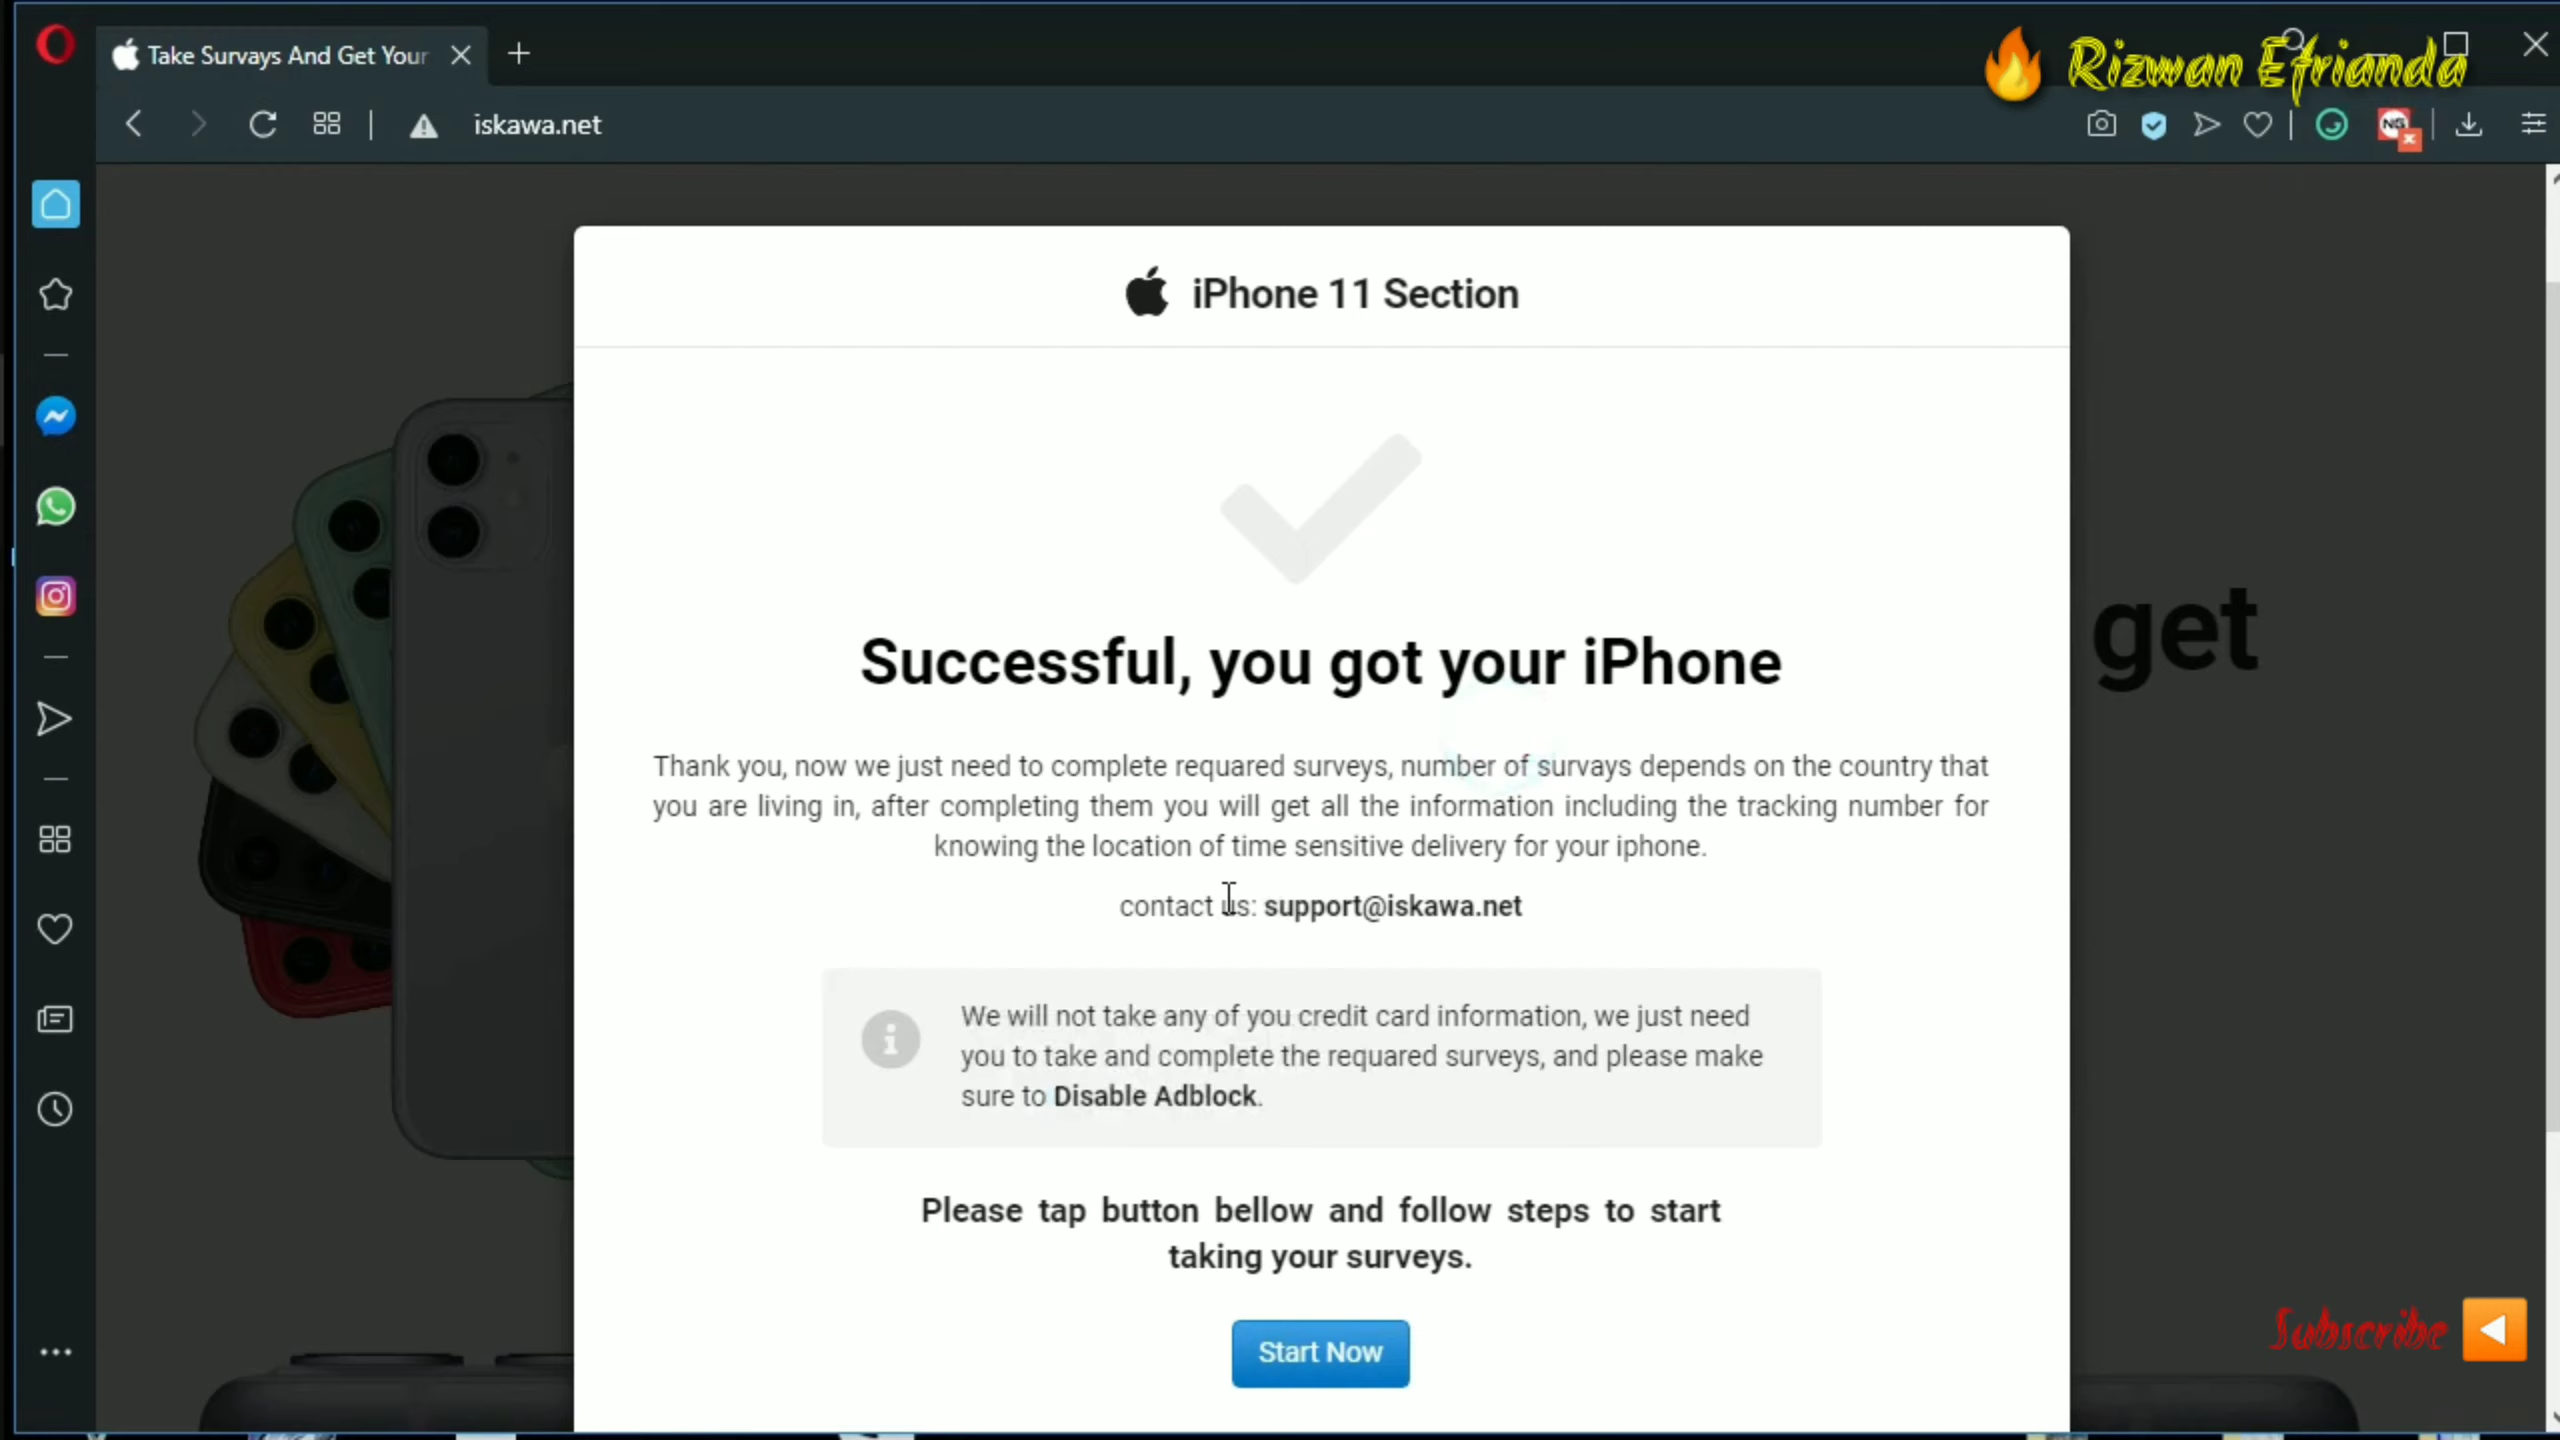 Take Survays And Get Your
Rizwan Efrianda
iskawa.net
iPhone 11 Section
Successful, you got your iPhone
get
Thank you, now we just need to complete requared surveys, number of survays depends on the country that
you are living in, after completing them you will get all the information including the tracking number for
knowing the location of time sensitive delivery for your iphone.
contact us: support@iskawa.net
We will not take any of you credit card information, we just need
you to take and complete the requared surveys, and please make
sure to Disable Adblock.
Please tap button bellow and follow steps to start
taking your surveys.
Start Now
Subscribe